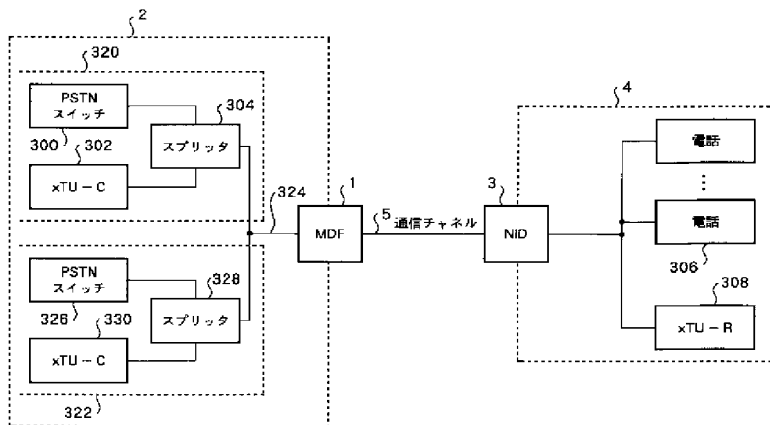 2
320
PSTN
スイッチ
300
302
xTU-C
304
スプリッタ
324
1
MDF
5
通信チャネル
3
NID
4
電話
⋮
電話
306
308
xTU-R
PSTN
スイッチ
326
330
xTU-C
328
スプリッタ
322